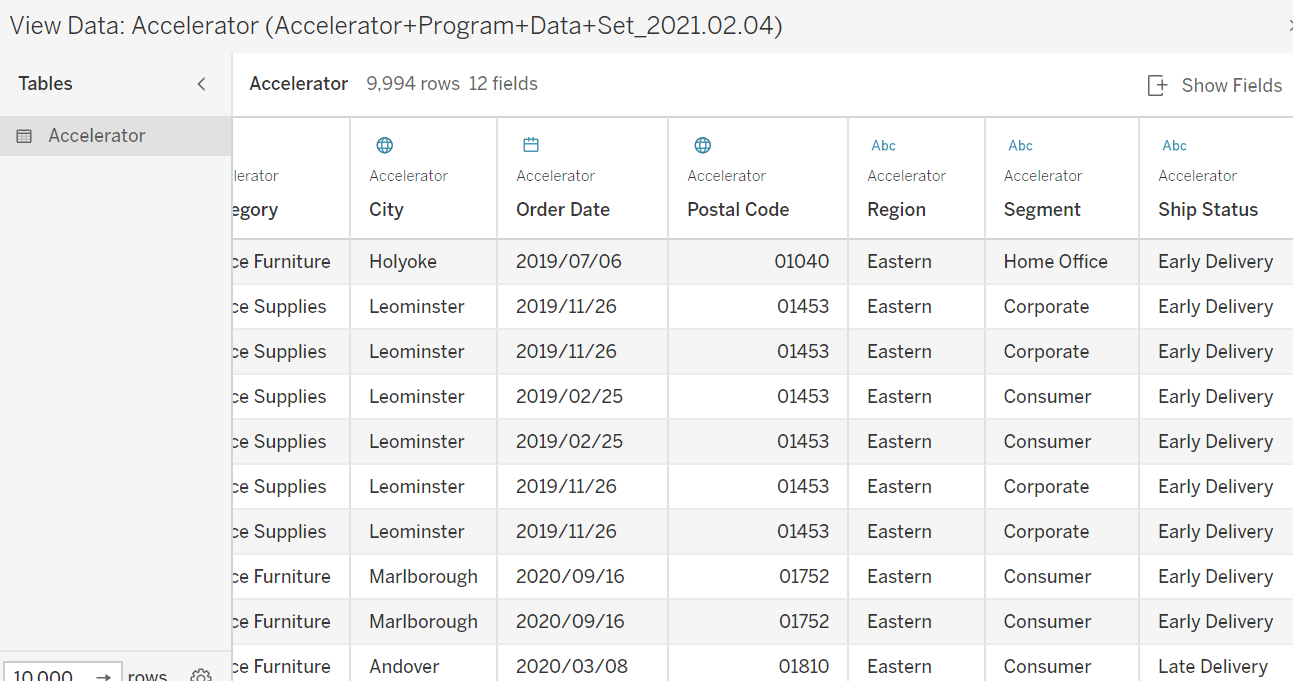 View Data: Accelerator (Accelerator+Program+Data+Set_2021.02.04)
Tables
Accelerator 9,994 rows 12 fields Show Fields
Accelerator
Abc Abc Abc
lerator Accelerator Accelerator Accelerator Accelerator Accelerator Accelerator
egory City Order Date Postal Code Region Segment Ship Status
ce Furniture Holyoke 2019/07/06 01040 Eastern Home Office Early Delivery
ce Supplies Leominster 2019/11/26 01453 Eastern Corporate Early Delivery
ce Supplies Leominster 2019/11/26 01453 Eastern Corporate Early Delivery
ce Supplies Leominster 2019/02/25 01453 Eastern Consumer Early Delivery
ce Supplies Leominster 2019/02/25 01453 Eastern Consumer Early Delivery
ce Supplies Leominster 2019/11/26 01453 Eastern Corporate Early Delivery
ce Supplies Leominster 2019/11/26 01453 Eastern Corporate Early Delivery
ce Furniture Marlborough 2020/09/16 01752 Eastern Consumer Early Delivery
ce Furniture Marlborough 2020/09/16 01752 Eastern Consumer Early Delivery
ce Furniture Andover 2020/03/08 01810 Eastern Consumer Late Delivery
10,000 → rows